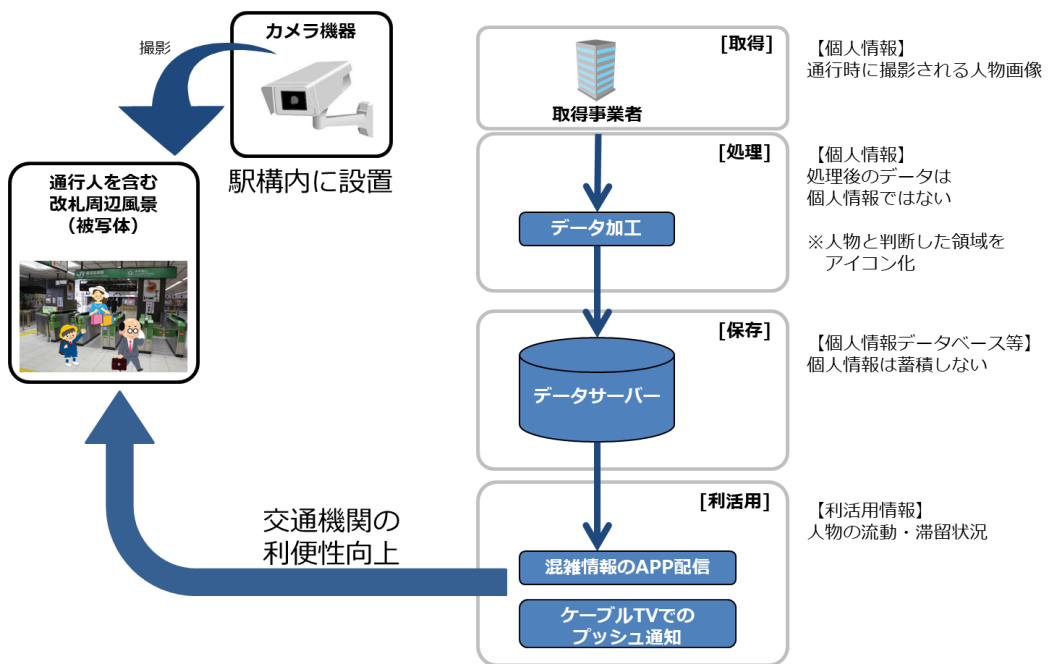 撮影
カメラ機器
駅構内に設置
通行人を含む
改札周辺風景
（被写体）
交通機関の
利便性向上
[取得]
取得事業者
【個人情報】
通行時に撮影される人物画像
[処理]
データ加工
【個人情報】
処理後のデータは
個人情報ではない
※人物と判断した領域を
アイコン化
[保存]
データサーバー
【個人情報データベース等】
個人情報は蓄積しない
[利活用]
混雑情報のAPP配信
ケーブルTVでの
プッシュ通知
【利活用情報】
人物の流動・滞留状況